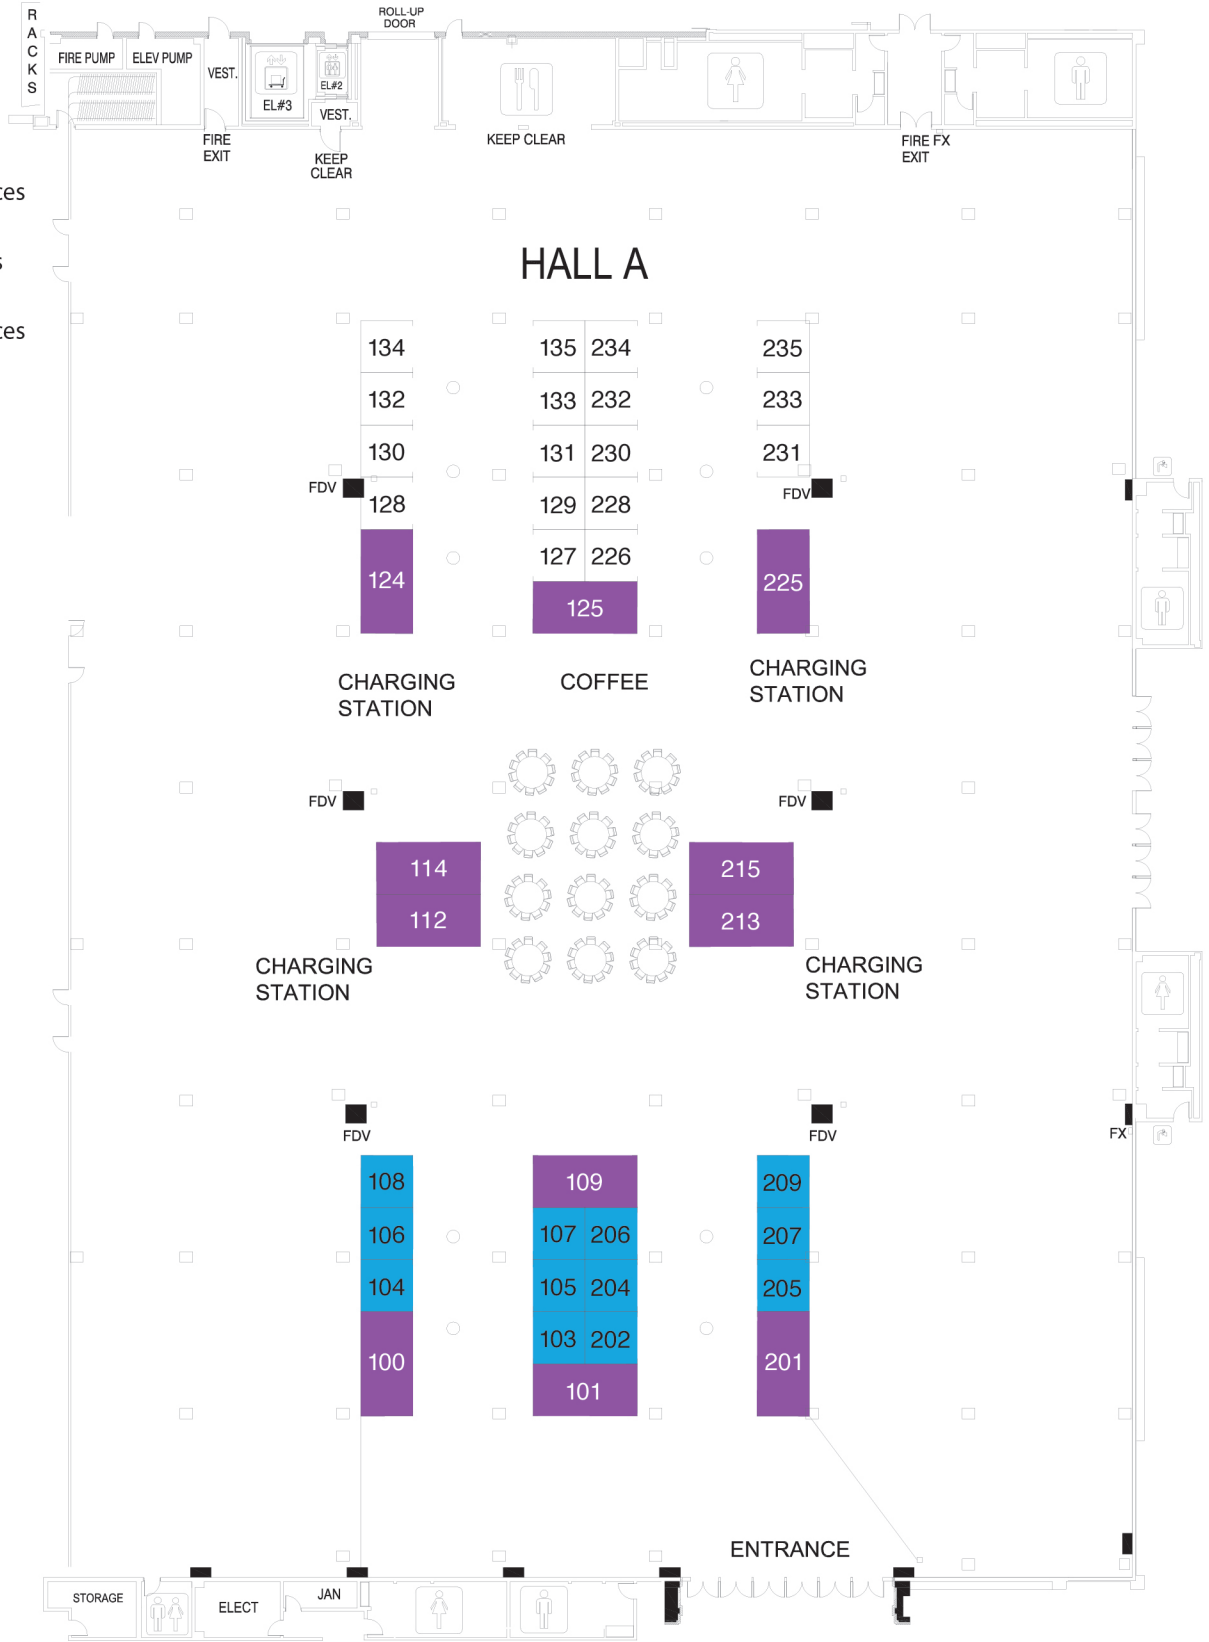 RACKS
ROLL-UP
DOOR
FIRE PUMP
ELEV PUMP
VEST.
EL#3
EL#2
VEST.
FIRE
EXIT
KEEP
CLEAR
KEEP CLEAR
FIRE FX
EXIT
ces
s
ces
HALL A
134
135 234
235
132
133 232
233
130
131 230
231
FDV
FDV
128
129 228
127 226
124
125
225
CHARGING
STATION
COFFEE
CHARGING
STATION
FDV
FDV
114
215
112
213
CHARGING
STATION
CHARGING
STATION
FDV
FDV
FX
108
109
209
106
107 206
207
104
105 204
205
103 202
100
101
201
ENTRANCE
STORAGE
ELECT
JAN